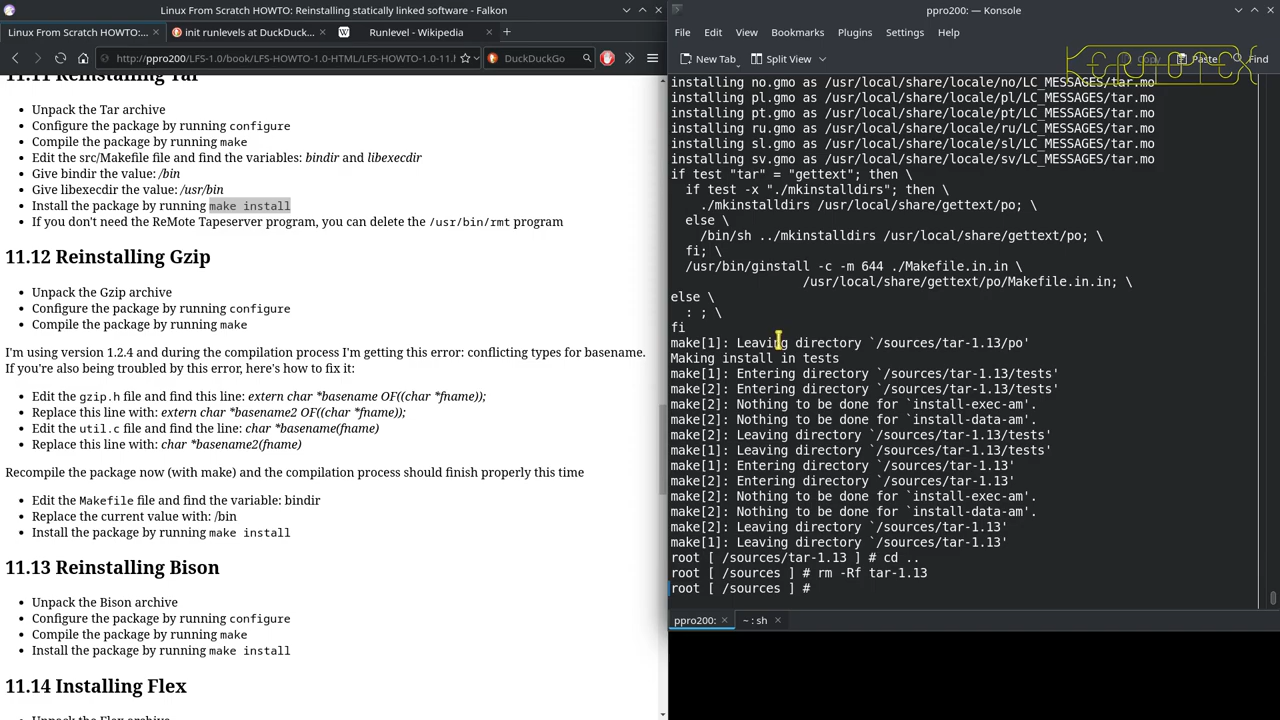 Linux From Scratch HOWTO: Reinstalling statically linked software - Falkon
Linux From Scratch HOWTO:...
init runlevels at DuckDuck...
Runlevel - Wikipedia
http://ppro200/LFS-1.0/book/LFS-HOWTO-1.0-HTML/LFS-HOWTO-1.0-11.h
DuckDuckGo
11.11 Reinstalling Tar
Unpack the Tar archive
Configure the package by running configure
Compile the package by running make
Edit the src/Makefile file and find the variables: bindir and libexecdir
Give bindir the value: /bin
Give libexecdir the value: /usr/bin
Install the package by running make install
If you don't need the ReMote Tapeserver program, you can delete the /usr/bin/rmt program
11.12 Reinstalling Gzip
Unpack the Gzip archive
Configure the package by running configure
Compile the package by running make
I'm using version 1.2.4 and during the compilation process I'm getting this error: conflicting types for basename.
If you're also being troubled by this error, here's how to fix it:
Edit the gzip.h file and find this line: extern char *basename OF((char *fname);
Replace this line with: extern char *basename2 OF((char *fname));
Edit the util.c file and find the line: char *basename(fname)
Replace this line with: char *basename2(fname)
Recompile the package now (with make) and the compilation process should finish properly this time
Edit the Makefile file and find the variable: bindir
Replace the current value with: /bin
Install the package by running make install
11.13 Reinstalling Bison
Unpack the Bison archive
Configure the package by running configure
Compile the package by running make
Install the package by running make install
11.14 Installing Flex
Unpack the Flex archive
ppro200: — Konsole
File Edit View Bookmarks Plugins Settings Help
New Tab Split View Copy Paste Find
installing no.gmo as /usr/local/share/locale/no/LC_MESSAGES/tar.mo
installing pl.gmo as /usr/local/share/locale/pl/LC_MESSAGES/tar.mo
installing pt.gmo as /usr/local/share/locale/pt/LC_MESSAGES/tar.mo
installing ru.gmo as /usr/local/share/locale/ru/LC_MESSAGES/tar.mo
installing sl.gmo as /usr/local/share/locale/sl/LC_MESSAGES/tar.mo
installing sv.gmo as /usr/local/share/locale/sv/LC_MESSAGES/tar.mo
if test "tar" = "gettext"; then \
if test -x "./mkinstalldirs"; then \
./mkinstalldirs /usr/local/share/gettext/po; \
else \
/bin/sh ../mkinstalldirs /usr/local/share/gettext/po; \
fi; \
/usr/bin/ginstall -c -m 644 ./Makefile.in.in \
/usr/local/share/gettext/po/Makefile.in.in; \
else \
: ; \
fi
make[1]: Leaving directory `/sources/tar-1.13/po'
Making install in tests
make[1]: Entering directory `/sources/tar-1.13/tests'
make[2]: Entering directory `/sources/tar-1.13/tests'
make[2]: Nothing to be done for `install-exec-am'.
make[2]: Nothing to be done for `install-data-am'.
make[2]: Leaving directory `/sources/tar-1.13/tests'
make[1]: Leaving directory `/sources/tar-1.13/tests'
make[1]: Entering directory `/sources/tar-1.13'
make[2]: Entering directory `/sources/tar-1.13'
make[2]: Nothing to be done for `install-exec-am'.
make[2]: Nothing to be done for `install-data-am'.
make[2]: Leaving directory `/sources/tar-1.13'
make[1]: Leaving directory `/sources/tar-1.13'
root [ /sources/tar-1.13 ] # cd ..
root [ /sources ] # rm -Rf tar-1.13
root [ /sources ] #
ppro200:
~ : sh